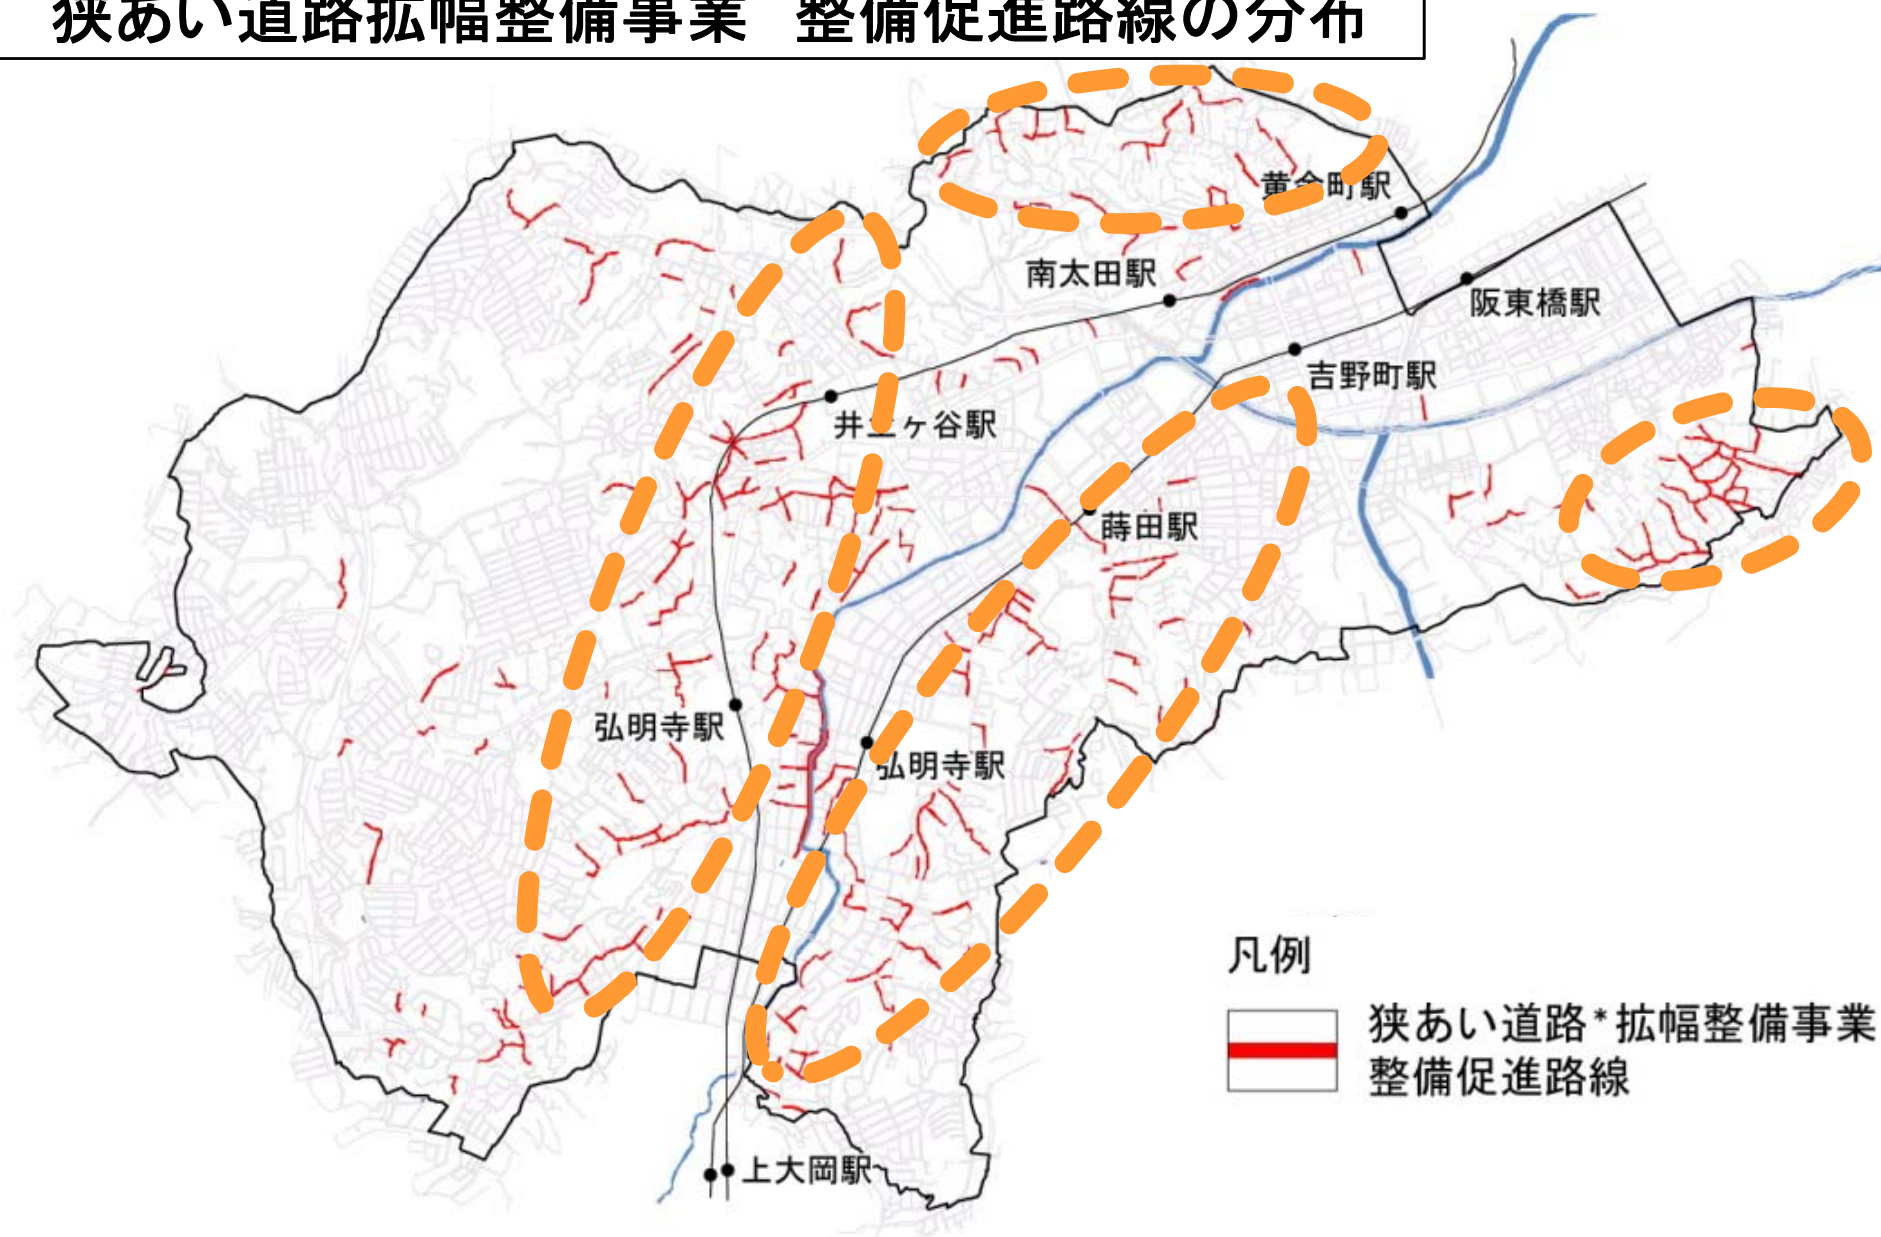 狭あい道路拡幅整備事業　整備促進路線の分布
黄金町駅
南太田駅
阪東橋駅
吉野町駅
井土ヶ谷駅
蒔田駅
弘明寺駅
弘明寺駅
上大岡駅
凡例
狭あい道路*拡幅整備事業
整備促進路線